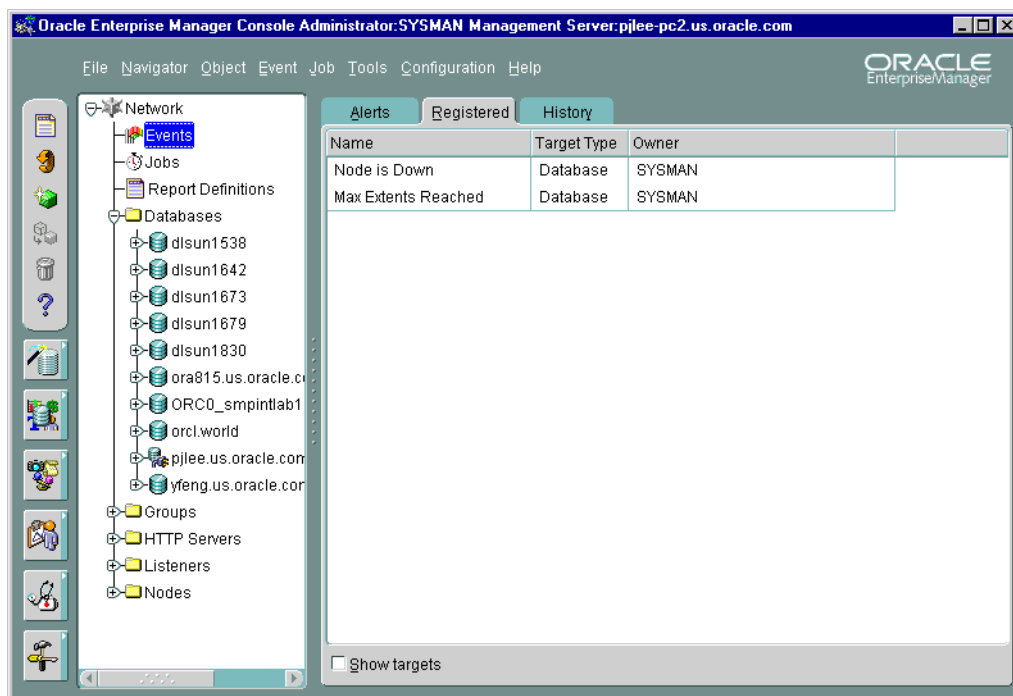 Oracle Enterprise Manager Console Administrator:SYSMAN Management Server:pjlee-pc2.us.oracle.com
File Navigator Object Event Job Tools Configuration Help
ORACLE
EnterpriseManager
Network
Events
Jobs
Report Definitions
Databases
dlsun1538
dlsun1642
dlsun1673
dlsun1679
dlsun1830
ora815.us.oracle.c
ORC0_smpintlab1
orcl.world
pjlee.us.oracle.com
yfeng.us.oracle.cor
Groups
HTTP Servers
Listeners
Nodes
Alerts Registered History
Name Target Type Owner
Node is Down Database SYSMAN
Max Extents Reached Database SYSMAN
Show targets